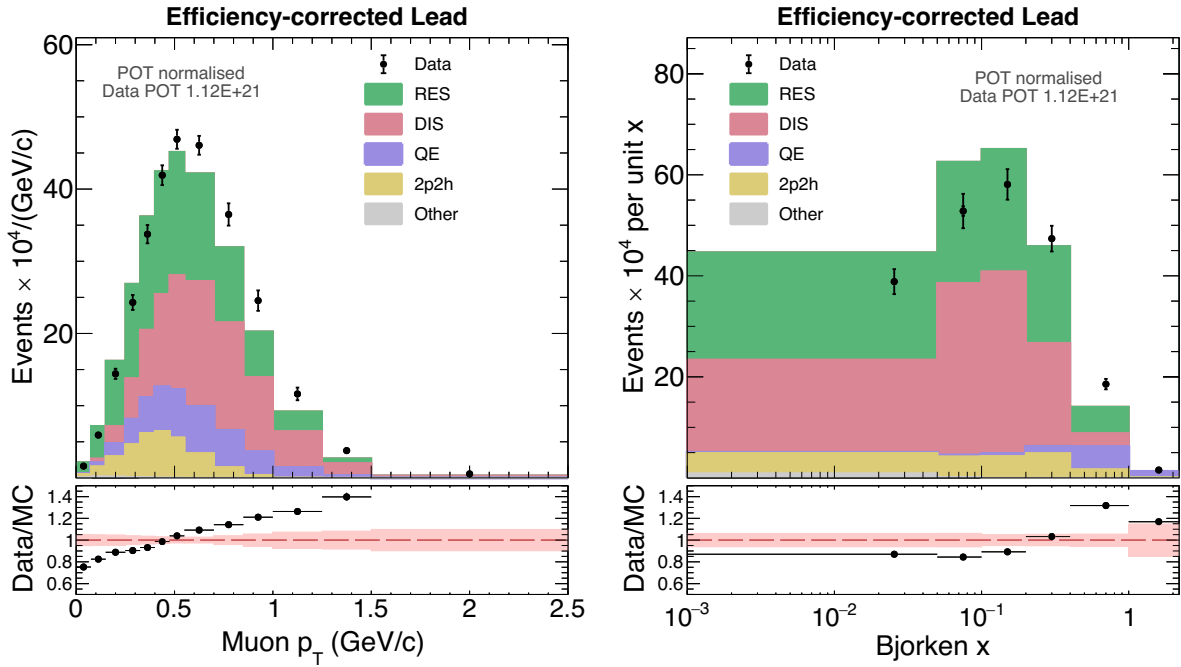 Efficiency-corrected Lead
60
40
20
Events × 10⁴/(GeV/c)
POT normalised
Data POT 1.12E+21
Data
RES
DIS
QE
2p2h
Other
1.4
1.2
1
0.8
0.6
Data/MC
0 0.5 1.0 1.5 2.0 2.5
Muon p_T (GeV/c)
Efficiency-corrected Lead
80
60
40
20
Events × 10⁴ per unit x
Data
RES
DIS
QE
2p2h
Other
POT normalised
Data POT 1.12E+21
1.4
1.2
1
0.8
0.6
Data/MC
10⁻³ 10⁻² 10⁻¹ 1
Bjorken x